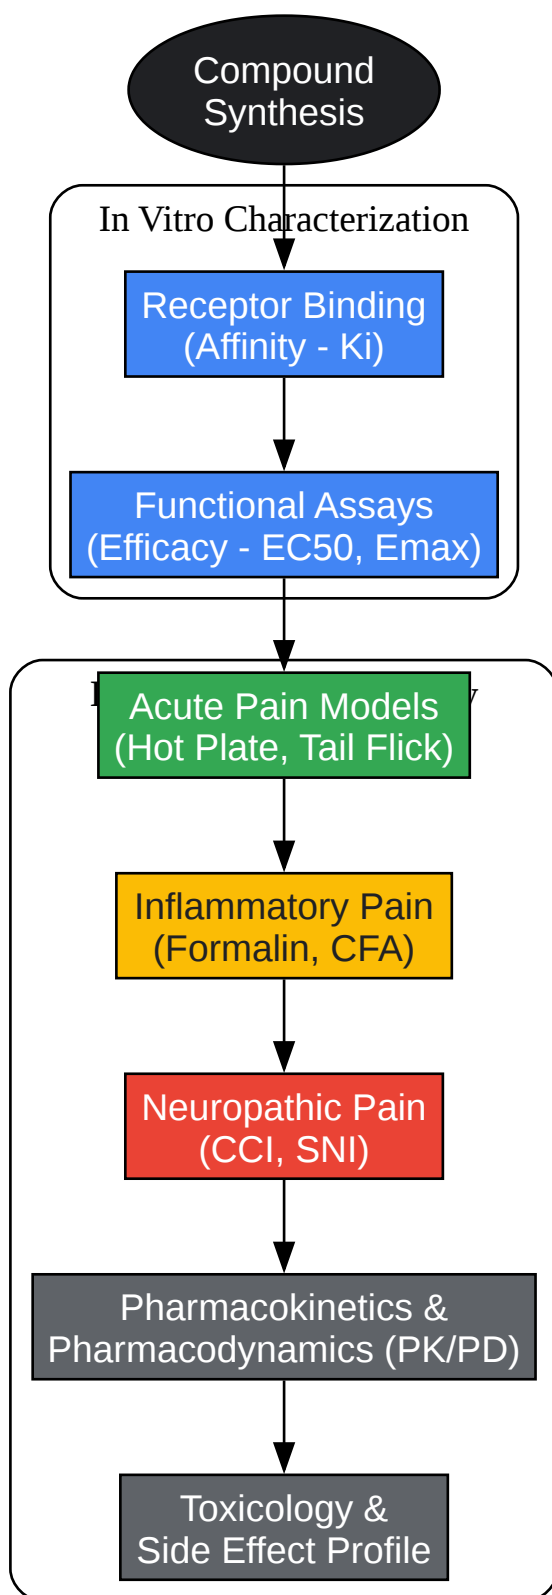 Compound
Synthesis
In Vitro Characterization
Receptor Binding
(Affinity - Ki)
Functional Assays
(Efficacy - EC50, Emax)
Acute Pain Models
(Hot Plate, Tail Flick)
Inflammatory Pain
(Formalin, CFA)
Neuropathic Pain
(CCI, SNI)
Pharmacokinetics &
Pharmacodynamics (PK/PD)
Toxicology &
Side Effect Profile